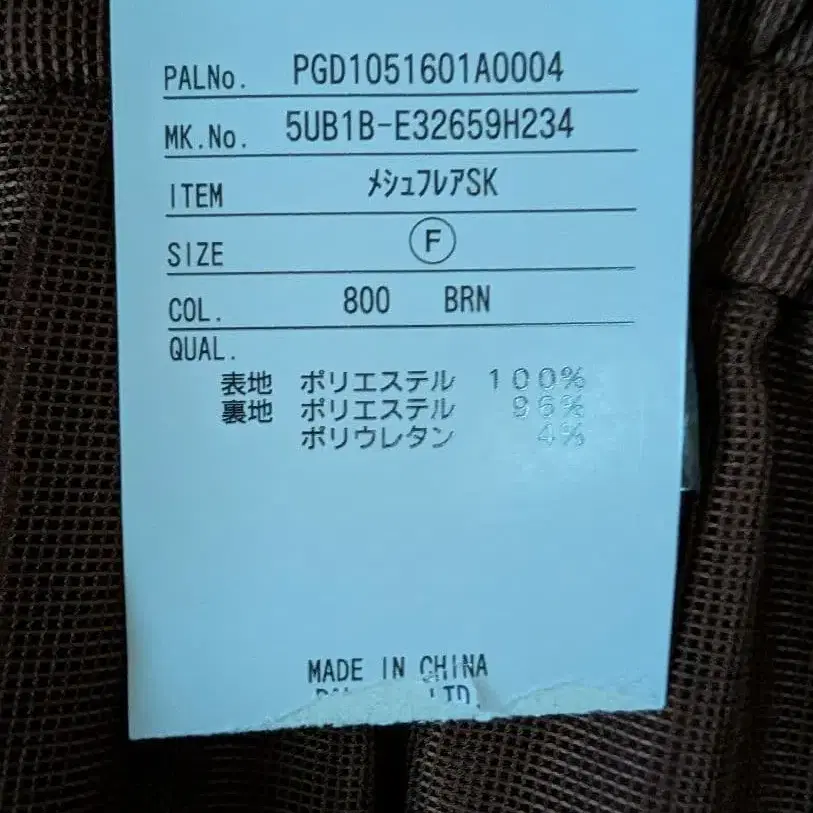 PALNo. PGD1051601A0004
MK.No. 5UB1B-E32659H234
ITEM ﾒｼｭﾌﾚｱSK
SIZE F
COL. 800 BRN
QUAL.
表地 ポリエステル 100%
裏地 ポリエステル 96%
ポリウレタン 4%
MADE IN CHINA
LTD.